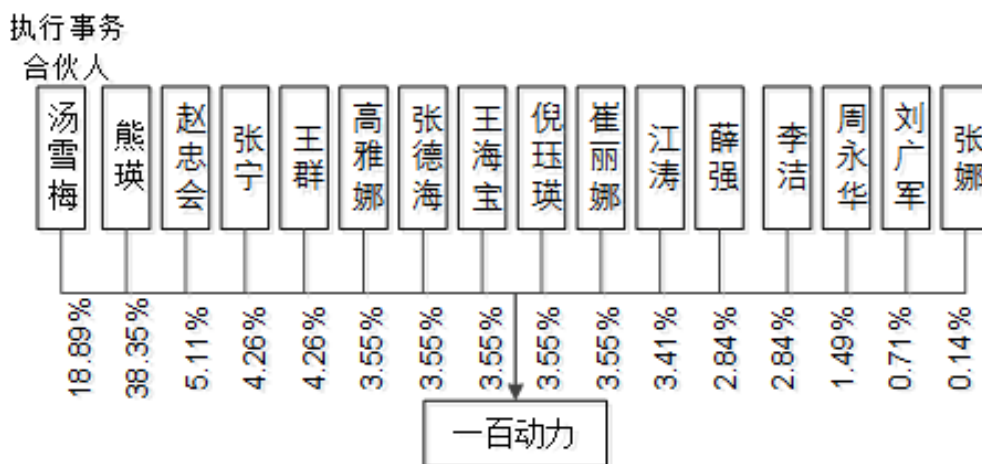 执行事务
合伙人
汤雪梅
熊瑛
赵忠会
张宁
王群
高雅娜
张德海
王海宝
倪珏瑛
崔丽娜
江涛
薛强
李洁
周永华
刘广军
张娜
18.89%
38.35%
5.11%
4.26%
4.26%
3.55%
3.55%
3.55%
3.55%
3.55%
3.41%
2.84%
2.84%
1.49%
0.71%
0.14%
一百动力